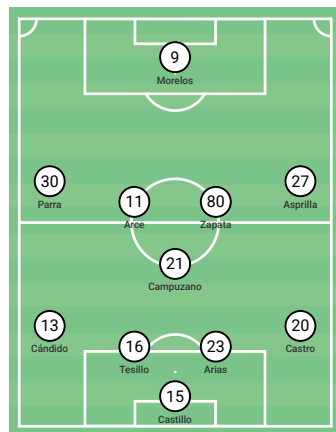 9
Morelos
30
Parra
27
Asprilla
11
Arce
80
Zapata
21
Campuzano
13
Cándido
20
Castro
16
Tesillo
23
Arias
15
Castillo